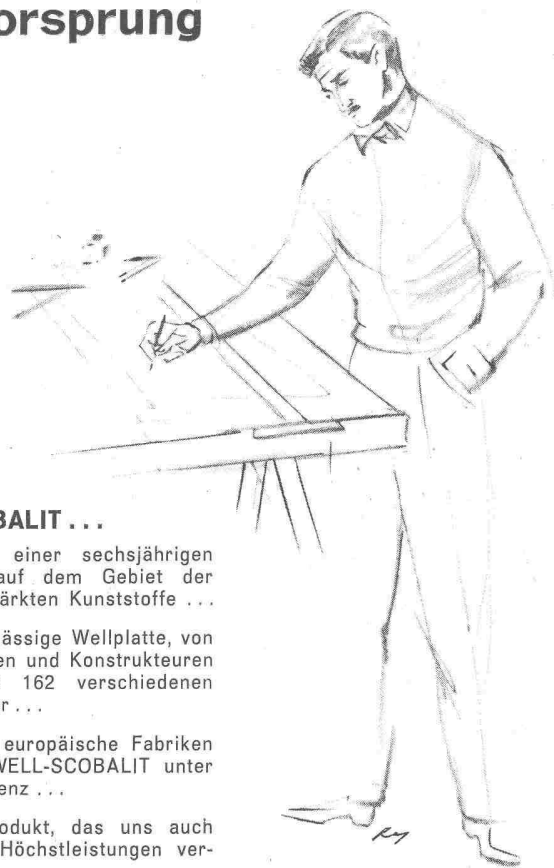 orsprung
BALIT . . .
einer sechsjährigen
auf dem Gebiet der
ärkten Kunststoffe . . .
ässige Wellplatte, von
en und Konstrukteuren
162 verschiedenen
r . . .
europäische Fabriken
WELL-SCOBALIT unter
enz . . .
odukt, das uns auch
Höchstleistungen ver-